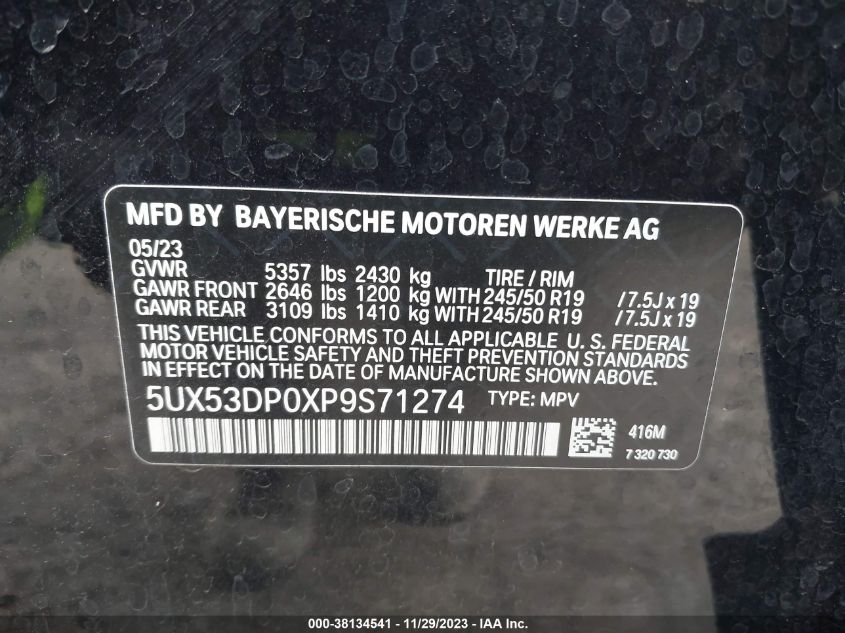 MFD BY BAYERISCHE MOTOREN WERKE AG
05/23
GVWR 5357 lbs 2430 kg TIRE / RIM
GAWR FRONT 2646 lbs 1200 kg WITH 245/50 R19 / 7.5J x 19
GAWR REAR 3109 lbs 1410 kg WITH 245/50 R19 / 7.5J x 19
THIS VEHICLE CONFORMS TO ALL APPLICABLE U. S. FEDERAL
MOTOR VEHICLE SAFETY AND THEFT PREVENTION STANDARDS
IN EFFECT ON THE DATE OF MANUFACTURE SHOWN ABOVE.
5UX53DP0XP9S71274 TYPE: MPV
416M
7 320 730
000-38134541 - 11/29/2023 - IAA Inc.